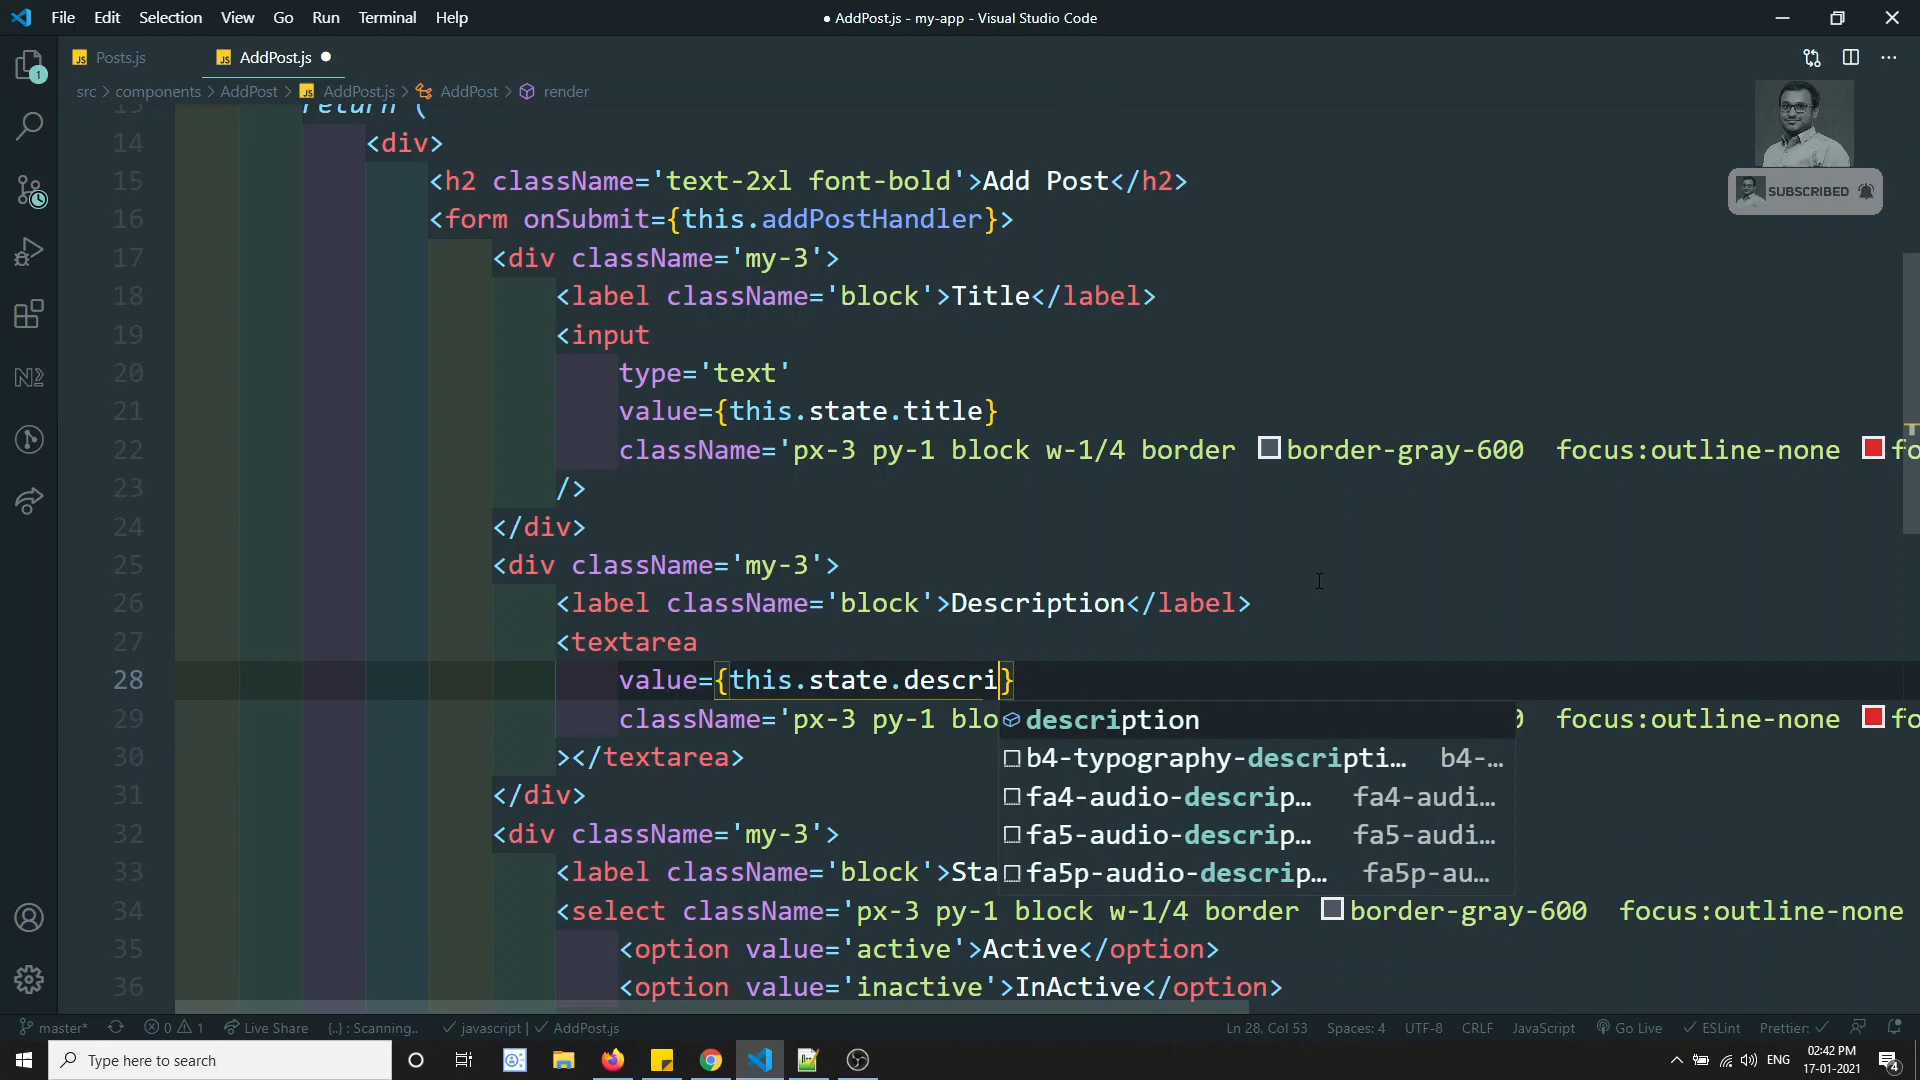 File Edit Selection View Go Run Terminal Help
● AddPost.js - my-app - Visual Studio Code
Posts.js
AddPost.js ●
src > components > AddPost > AddPost.js > AddPost > render
SUBSCRIBED
13 return (
14 <div>
15 <h2 className='text-2xl font-bold'>Add Post</h2>
16 <form onSubmit={this.addPostHandler}>
17 <div className='my-3'>
18 <label className='block'>Title</label>
19 <input
20 type='text'
21 value={this.state.title}
22 className='px-3 py-1 block w-1/4 border border-gray-600 focus:outline-none fo
23 />
24 </div>
25 <div className='my-3'>
26 <label className='block'>Description</label>
27 <textarea
28 value={this.state.descri}
29 className='px-3 py-1 blo
focus:outline-none fo
description
30 ></textarea>
b4-typography-descripti… b4-…
31 </div>
fa4-audio-descrip… fa4-audi…
32 <div className='my-3'>
fa5-audio-descrip… fa5-audi…
33 <label className='block'>Sta
fa5p-audio-descrip… fa5p-au…
34 <select className='px-3 py-1 block w-1/4 border border-gray-600 focus:outline-none
35 <option value='active'>Active</option>
36 <option value='inactive'>InActive</option>
master* 0 1 Live Share {..} : Scanning.. ✓ javascript | ✓ AddPost.js
Ln 28, Col 53 Spaces: 4 UTF-8 CRLF JavaScript Go Live ✓ ESLint Prettier: ✓
Type here to search
ENG
02:42 PM
17-01-2021
4
1